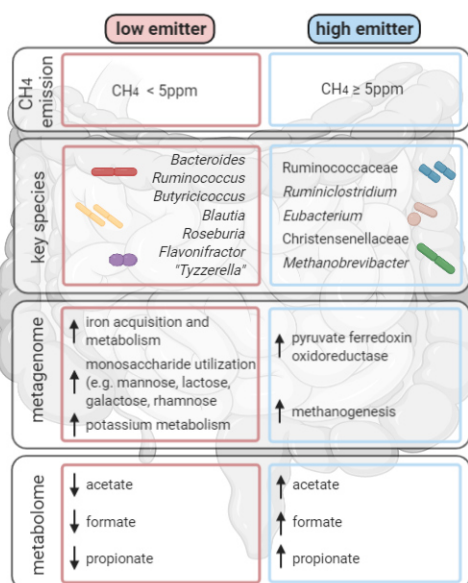 low emitter
high emitter
CH4
emission
CH4 < 5ppm
CH4 ≥ 5ppm
key species
Bacteroides
Ruminococcus
Butyricicoccus
Blautia
Roseburia
Flavonifractor
"Tyzzerella"
Ruminococcaceae
Ruminiclostridium
Eubacterium
Christensenellaceae
Methanobrevibacter
metagenome
iron acquisition and
metabolism
monosaccharide utilization
(e.g. mannose, lactose,
galactose, rhamnose
potassium metabolism
pyruvate ferredoxin
oxidoreductase
methanogenesis
metabolome
acetate
formate
propionate
acetate
formate
propionate